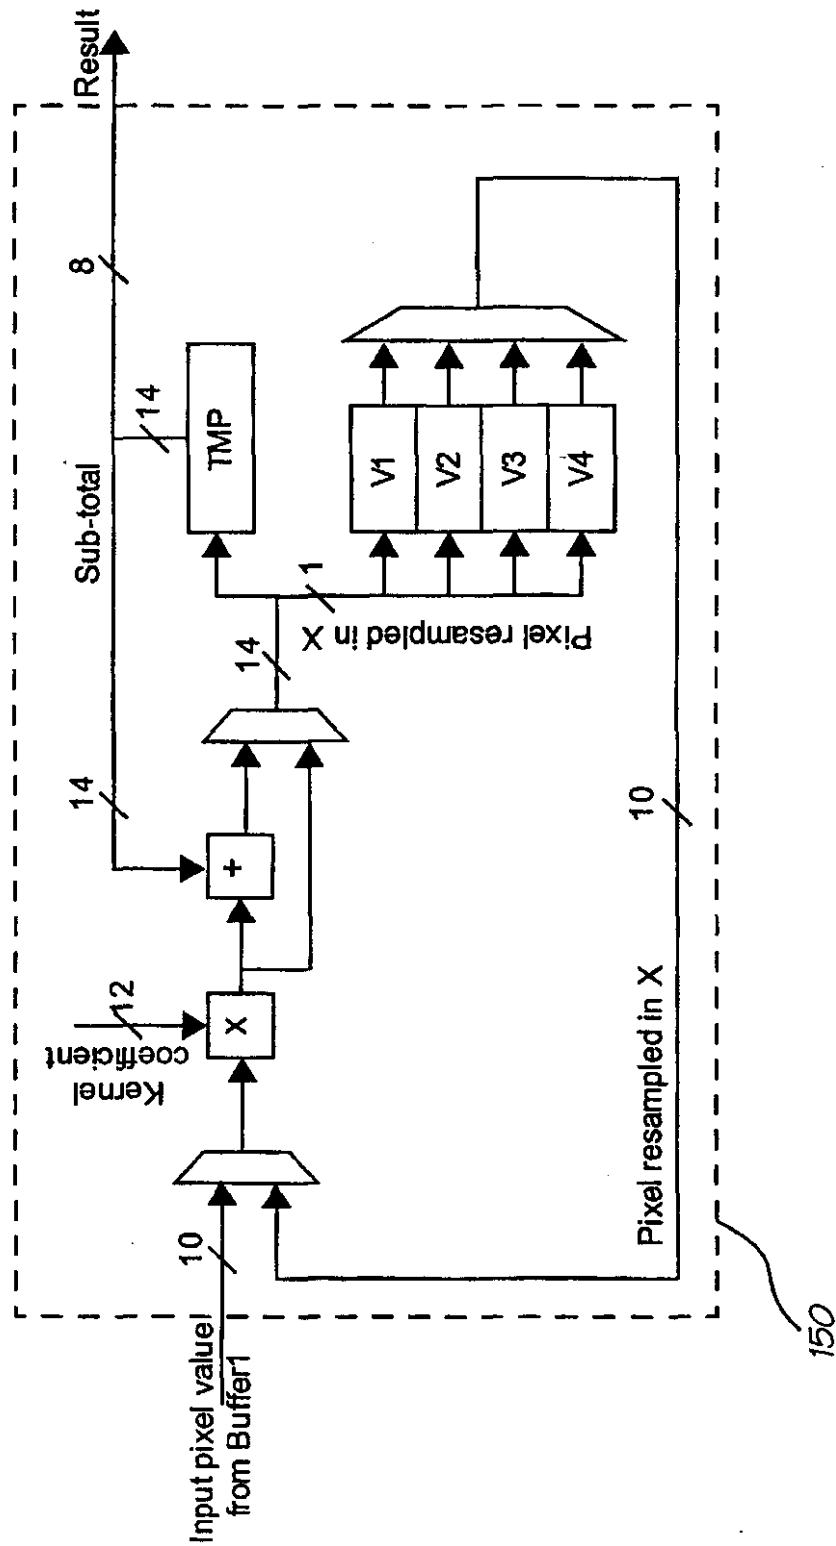 Input pixel value
from Buffer1
10
Kernel
coefficient
12
X
+
14
Sub-total
14
TMP
14
8
Result
1
Pixel resampled in X
V1
V2
V3
V4
Pixel resampled in X
10
150